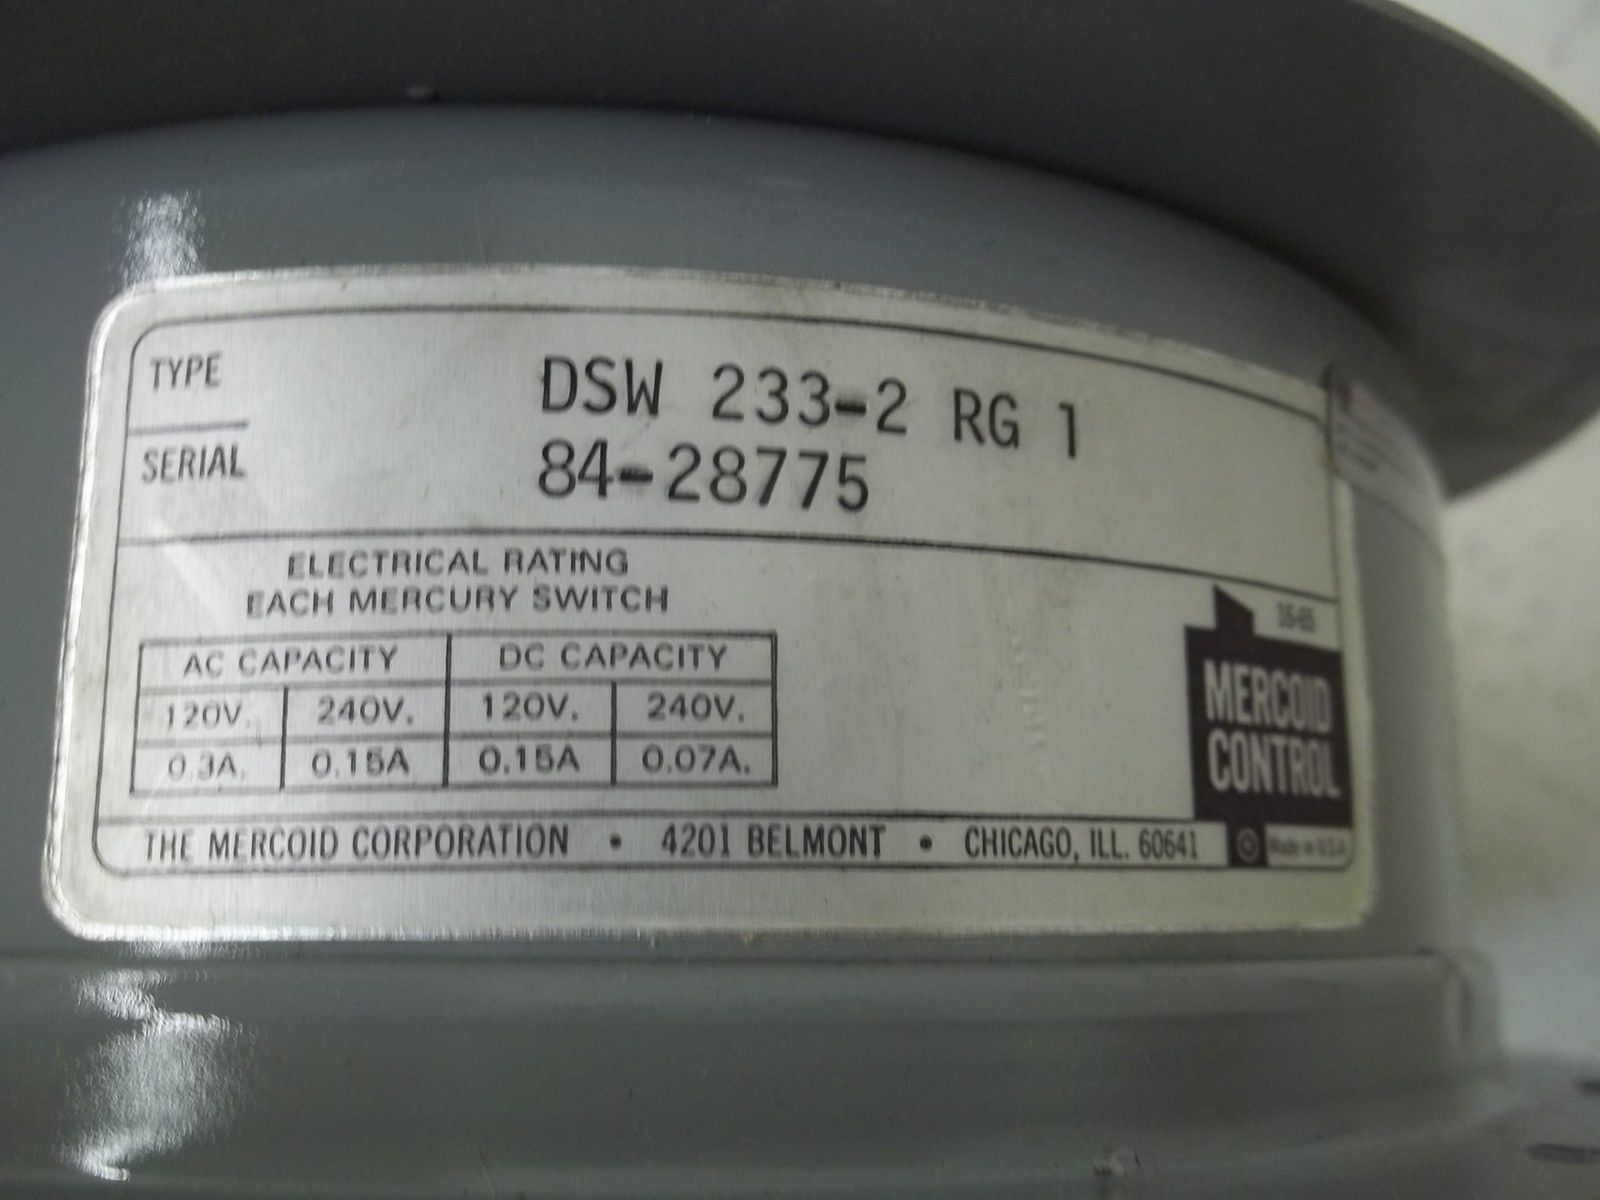 TYPE DSW 233-2 RG 1
SERIAL 84-28775
ELECTRICAL RATING
EACH MERCURY SWITCH
AC CAPACITY DC CAPACITY
120V. 240V. 120V. 240V.
0.3A. 0.15A 0.15A 0.07A.
MERCOID
CONTROL
THE MERCOID CORPORATION • 4201 BELMONT • CHICAGO, ILL. 60641
Made in U.S.A.